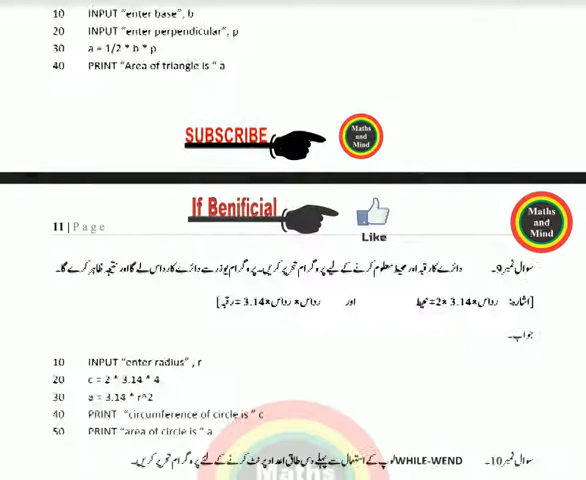 10 INPUT "enter base", b
20 INPUT "enter perpendicular", p
30 a = 1/2 * b * p
40 PRINT "Area of triangle is " a
SUBSCRIBE
Maths and Mind
If Benificial
Like
Maths and Mind
11 | Page
سوال نمبر 9۔ دائرے کا رقبہ اور محیط معلوم کرنے کے لیے پروگرام تحریر کریں۔ پروگرام یوزر سے دائرے کا رداس لے گا اور نتیجہ ظاہر کرے گا۔
[اشارہ: رداس *3.14 *2= محیط اور رداس*رداس*3.14 = رقبہ]
جواب۔
10 INPUT "enter radius" , r
20 c = 2 * 3.14 * 4
30 a = 3.14 * r^2
40 PRINT "circumference of circle is " c
50 PRINT "area of circle is " a
سوال نمبر 10۔ WHILE-WEND لوپ کے استعمال سے پہلے دس طاق اعداد پرنٹ کرنے کے لئے پروگرام تحریر کریں۔
Maths